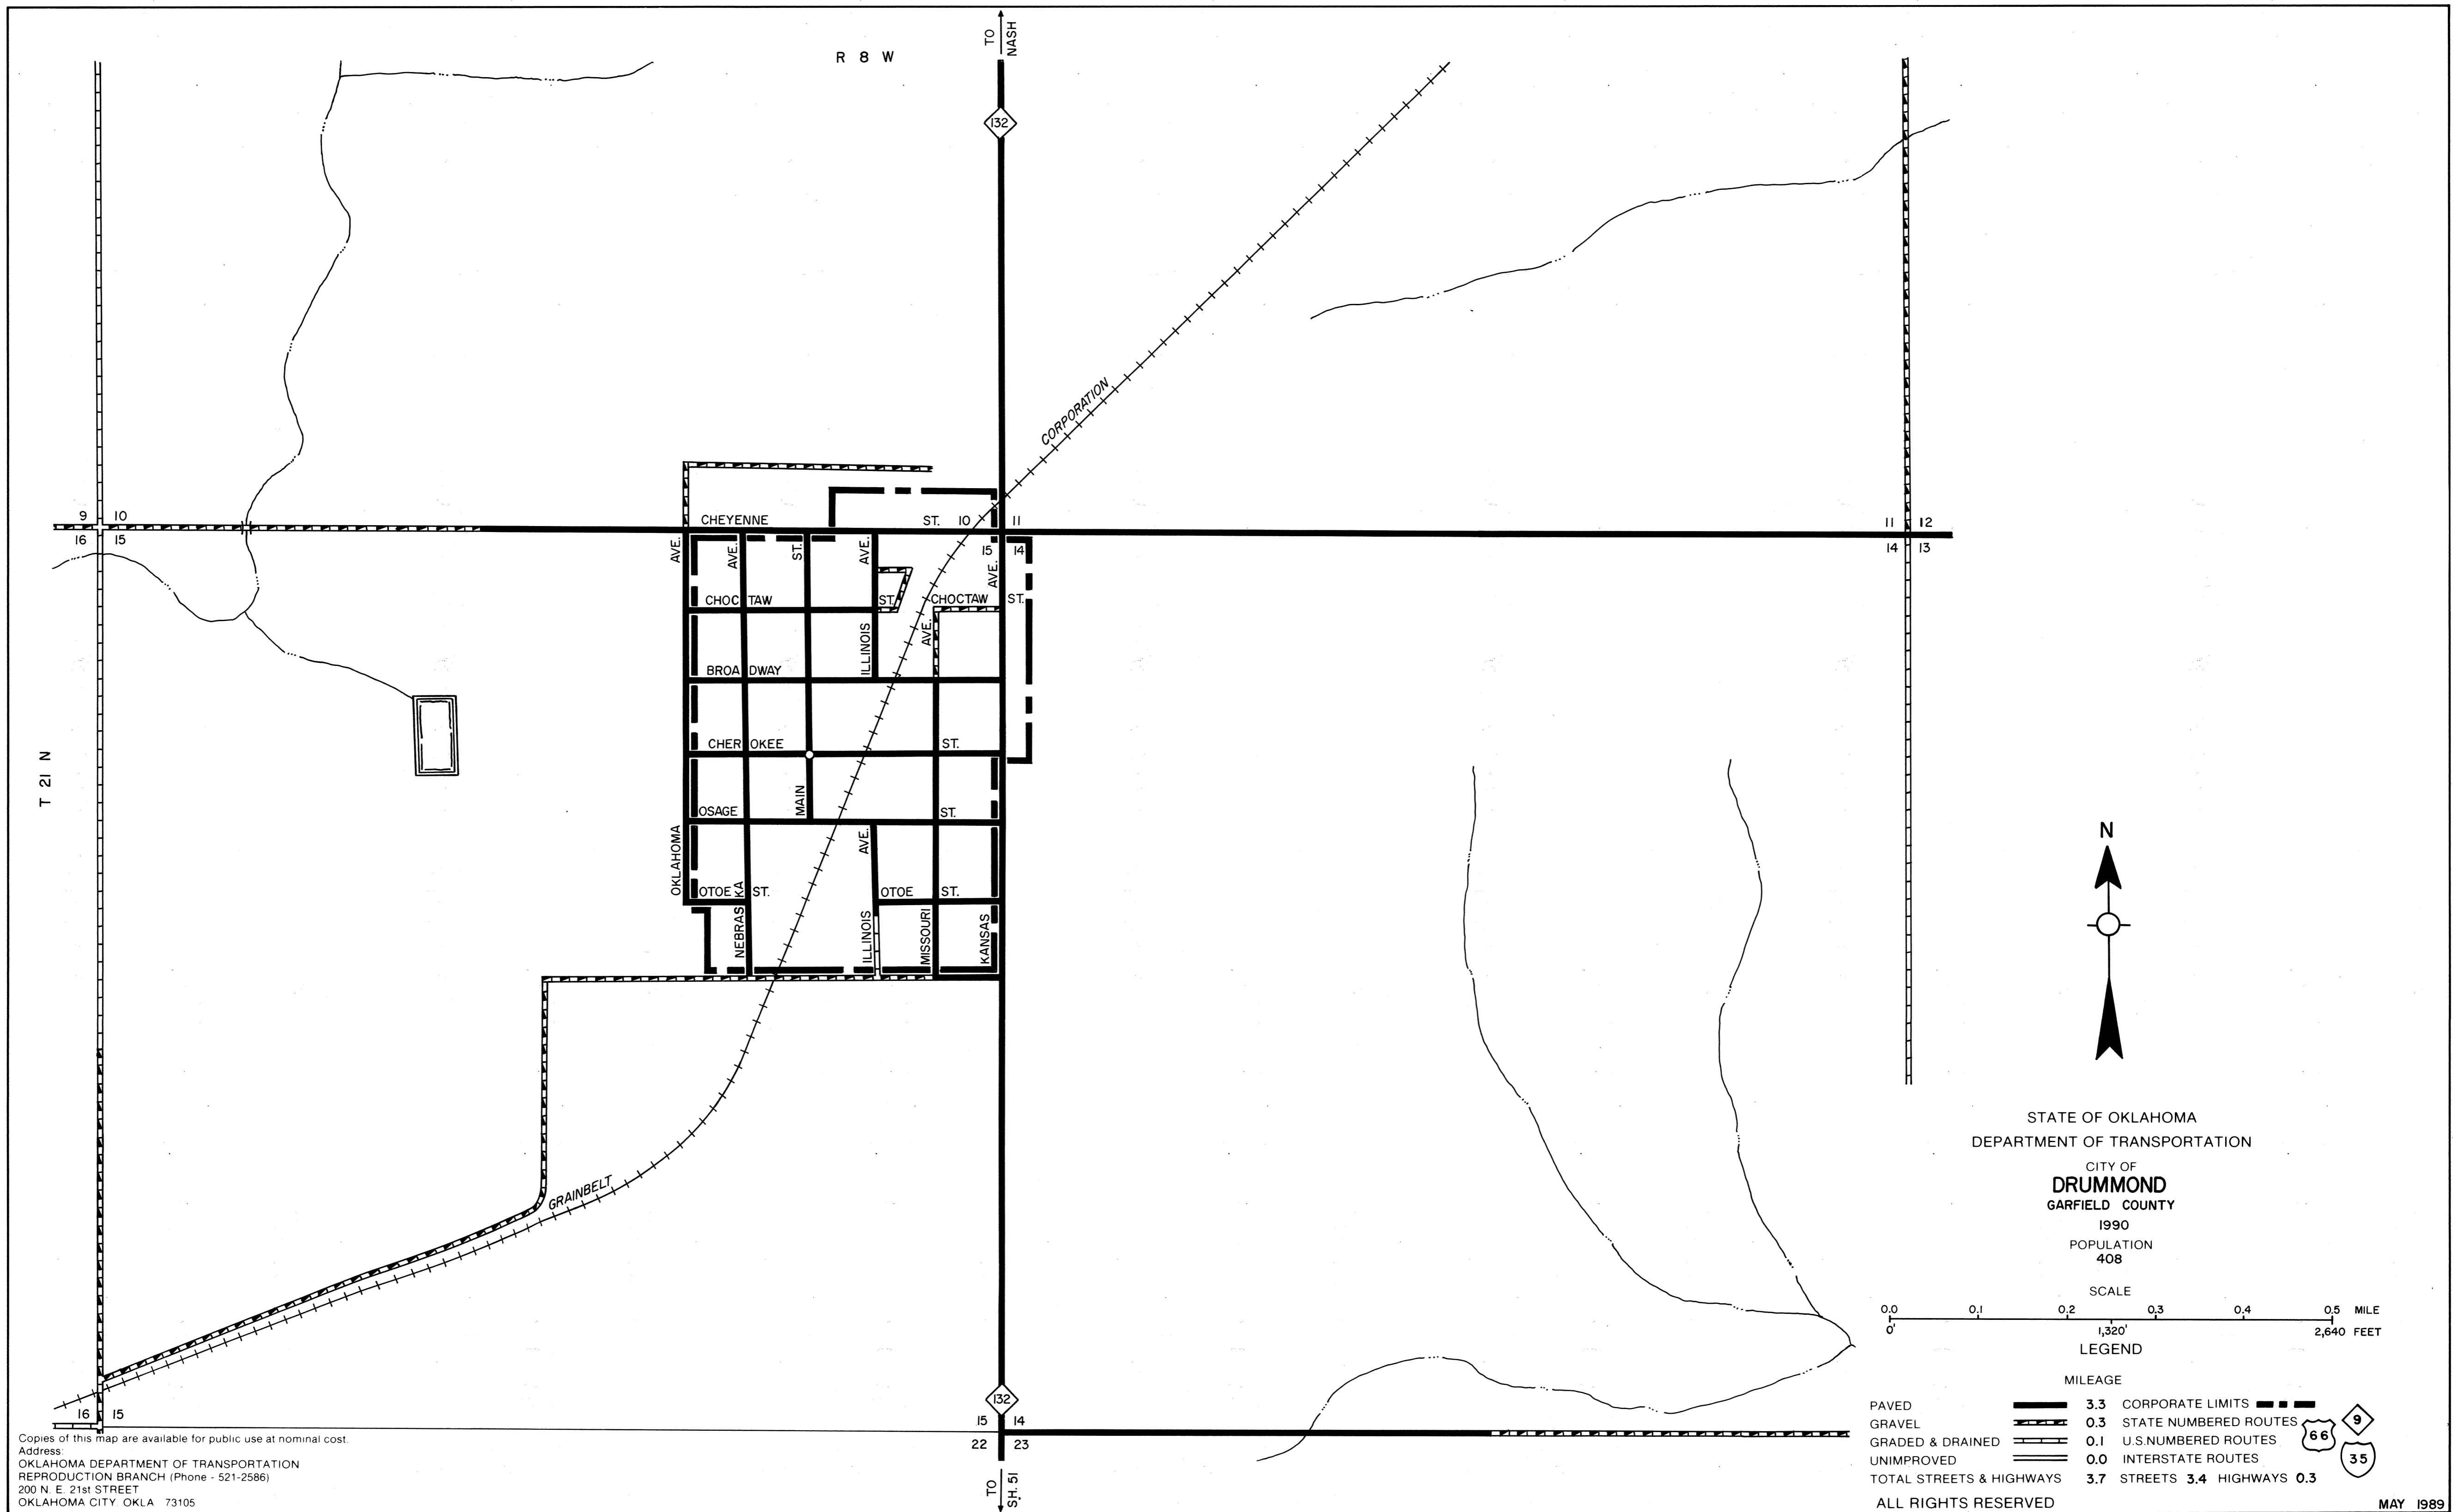 R 8 W
TO
NASH
132
CORPORATION
9 10
16 15
CHEYENNE ST.
10 11
15 14
11 12
14 13
AVE.
AVE.
ST.
AVE.
AVE.
CHOCTAW ST.
CHOCTAW ST.
ILLINOIS
AVE.
BROADWAY
CHEROKEE ST.
T 21 N
MAIN
OSAGE ST.
OKLAHOMA
AVE.
OTOE ST.
OTOE ST.
NEBRASKA
ILLINOIS
MISSOURI
KANSAS
N
GRAINBELT
STATE OF OKLAHOMA
DEPARTMENT OF TRANSPORTATION
CITY OF
DRUMMOND
GARFIELD COUNTY
1990
POPULATION
408
SCALE
0.0 0.1 0.2 0.3 0.4 0.5 MILE
0' 1,320' 2,640 FEET
LEGEND
MILEAGE
PAVED 3.3 CORPORATE LIMITS
GRAVEL 0.3 STATE NUMBERED ROUTES 9
GRADED & DRAINED 0.1 U.S.NUMBERED ROUTES 66
UNIMPROVED 0.0 INTERSTATE ROUTES 35
TOTAL STREETS & HIGHWAYS 3.7 STREETS 3.4 HIGHWAYS 0.3
ALL RIGHTS RESERVED
MAY 1989
132
16 15
15 14
22 23
TO
S.H. 51
Copies of this map are available for public use at nominal cost.
Address:
OKLAHOMA DEPARTMENT OF TRANSPORTATION
REPRODUCTION BRANCH (Phone - 521-2586)
200 N. E. 21st STREET
OKLAHOMA CITY OKLA 73105